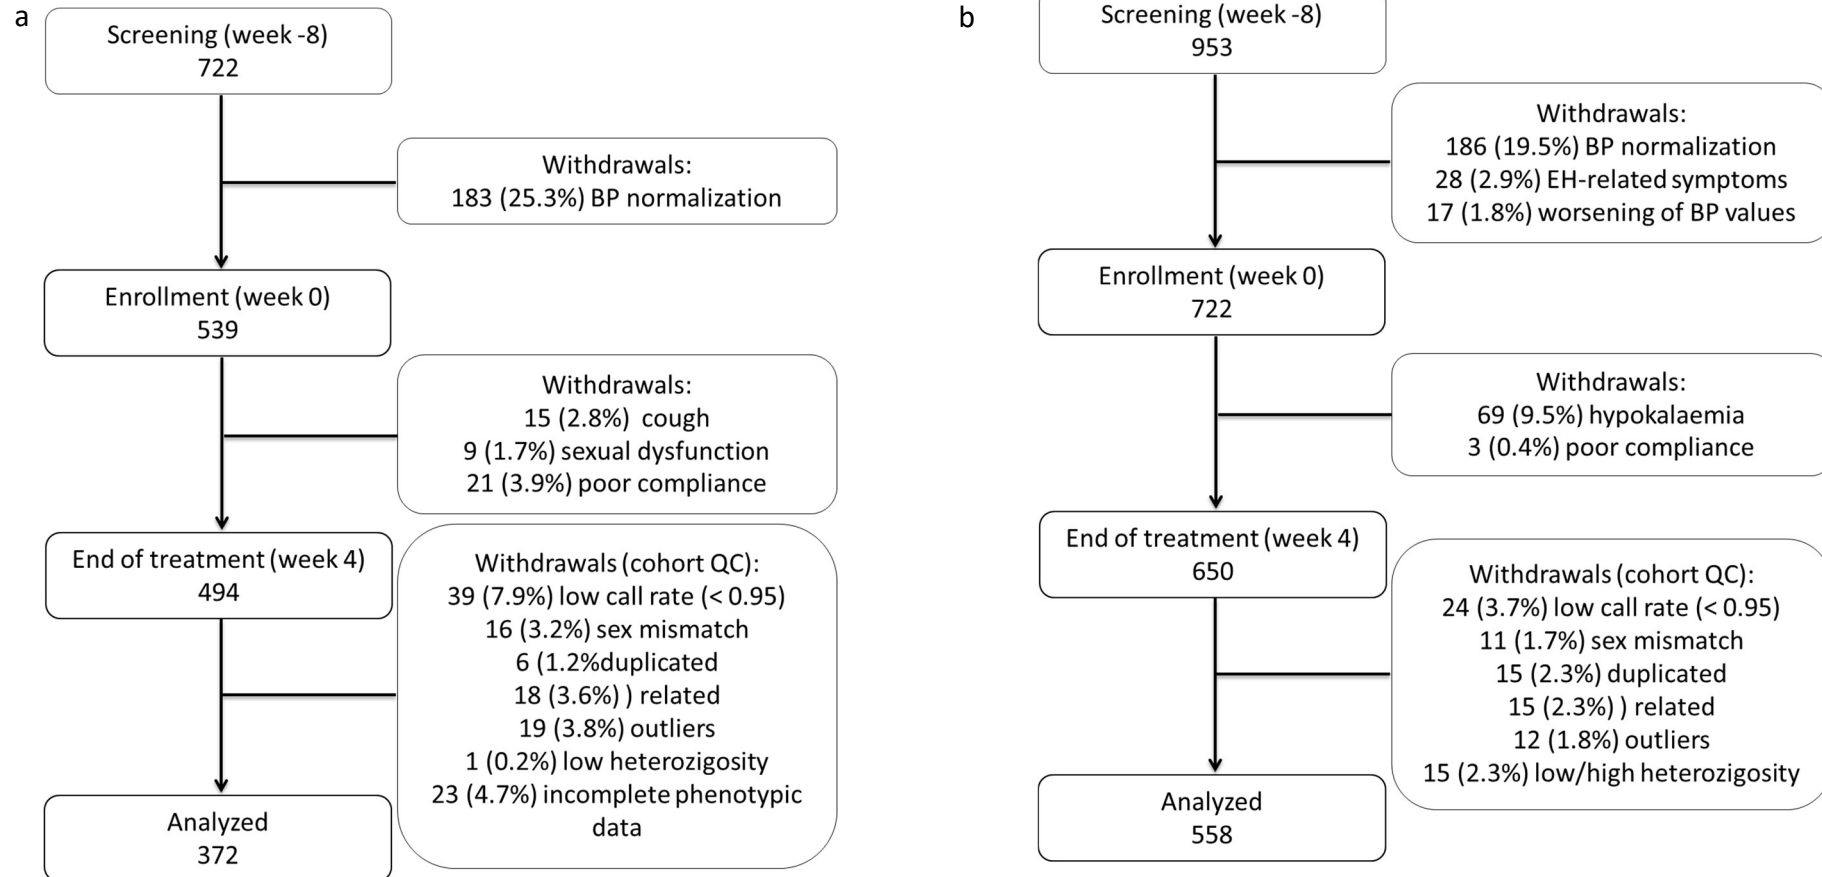 a
Screening (week -8)
722
Withdrawals:
183 (25.3%) BP normalization
Enrollment (week 0)
539
Withdrawals:
15 (2.8%) cough
9 (1.7%) sexual dysfunction
21 (3.9%) poor compliance
End of treatment (week 4)
494
Withdrawals (cohort QC):
39 (7.9%) low call rate (< 0.95)
16 (3.2%) sex mismatch
6 (1.2%duplicated
18 (3.6%) ) related
19 (3.8%) outliers
1 (0.2%) low heterozigosity
23 (4.7%) incomplete phenotypic
data
Analyzed
372
b
Screening (week -8)
953
Withdrawals:
186 (19.5%) BP normalization
28 (2.9%) EH-related symptoms
17 (1.8%) worsening of BP values
Enrollment (week 0)
722
Withdrawals:
69 (9.5%) hypokalaemia
3 (0.4%) poor compliance
End of treatment (week 4)
650
Withdrawals (cohort QC):
24 (3.7%) low call rate (< 0.95)
11 (1.7%) sex mismatch
15 (2.3%) duplicated
15 (2.3%) ) related
12 (1.8%) outliers
15 (2.3%) low/high heterozigosity
Analyzed
558